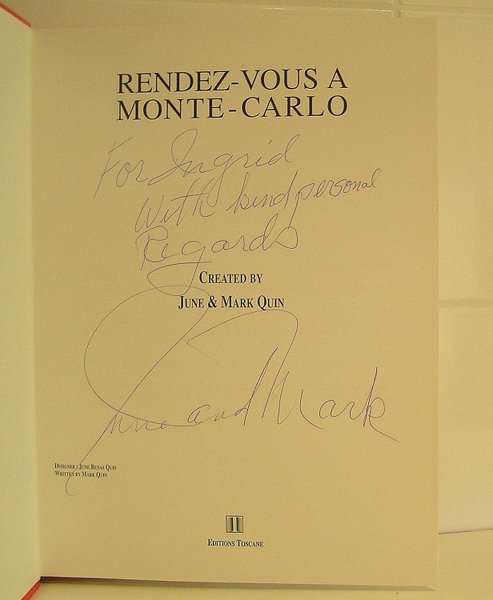 RENDEZ-VOUS A
MONTE-CARLO
For Ingrid
With kind personal
Regards
CREATED BY
JUNE & MARK QUIN
June and Mark
DESIGNER / JUNE BENAS QUIN
WRITTEN BY MARK QUIN
EDITIONS TOSCANE